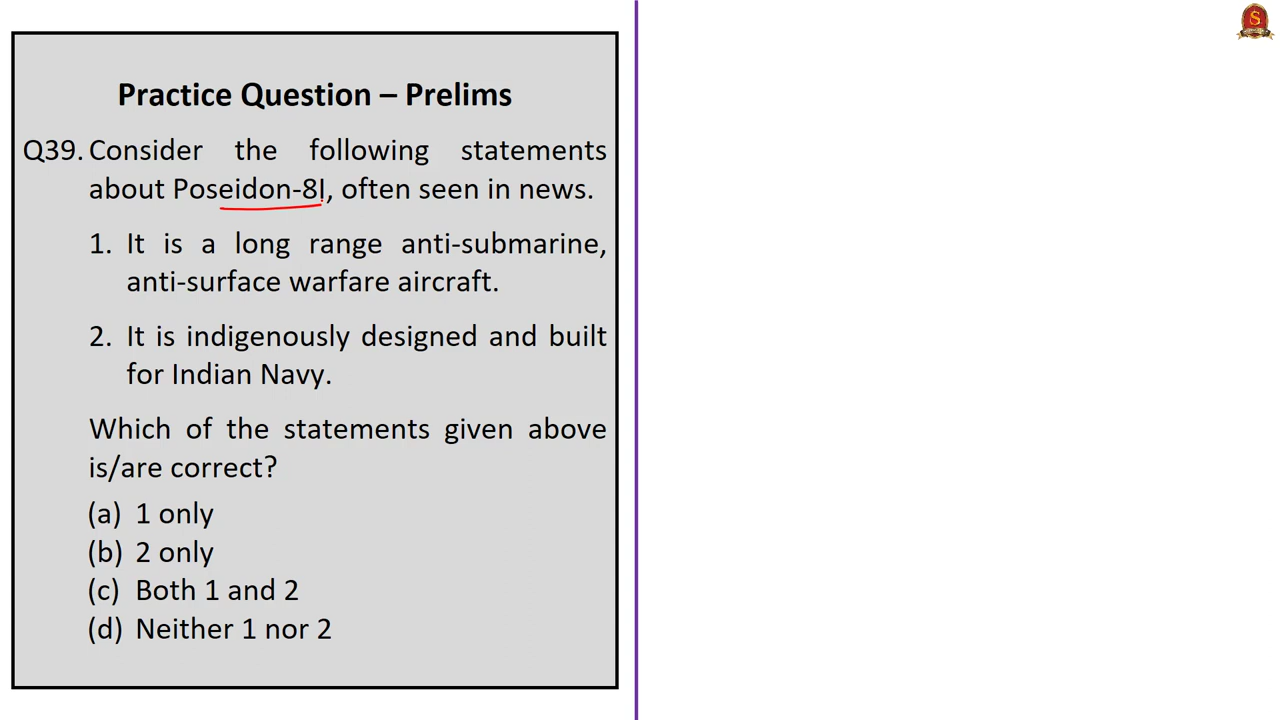 Practice Question – Prelims
Q39. Consider the following statements
about Poseidon-8I, often seen in news.
1. It is a long range anti-submarine,
anti-surface warfare aircraft.
2. It is indigenously designed and built
for Indian Navy.
Which of the statements given above
is/are correct?
(a) 1 only
(b) 2 only
(c) Both 1 and 2
(d) Neither 1 nor 2
S